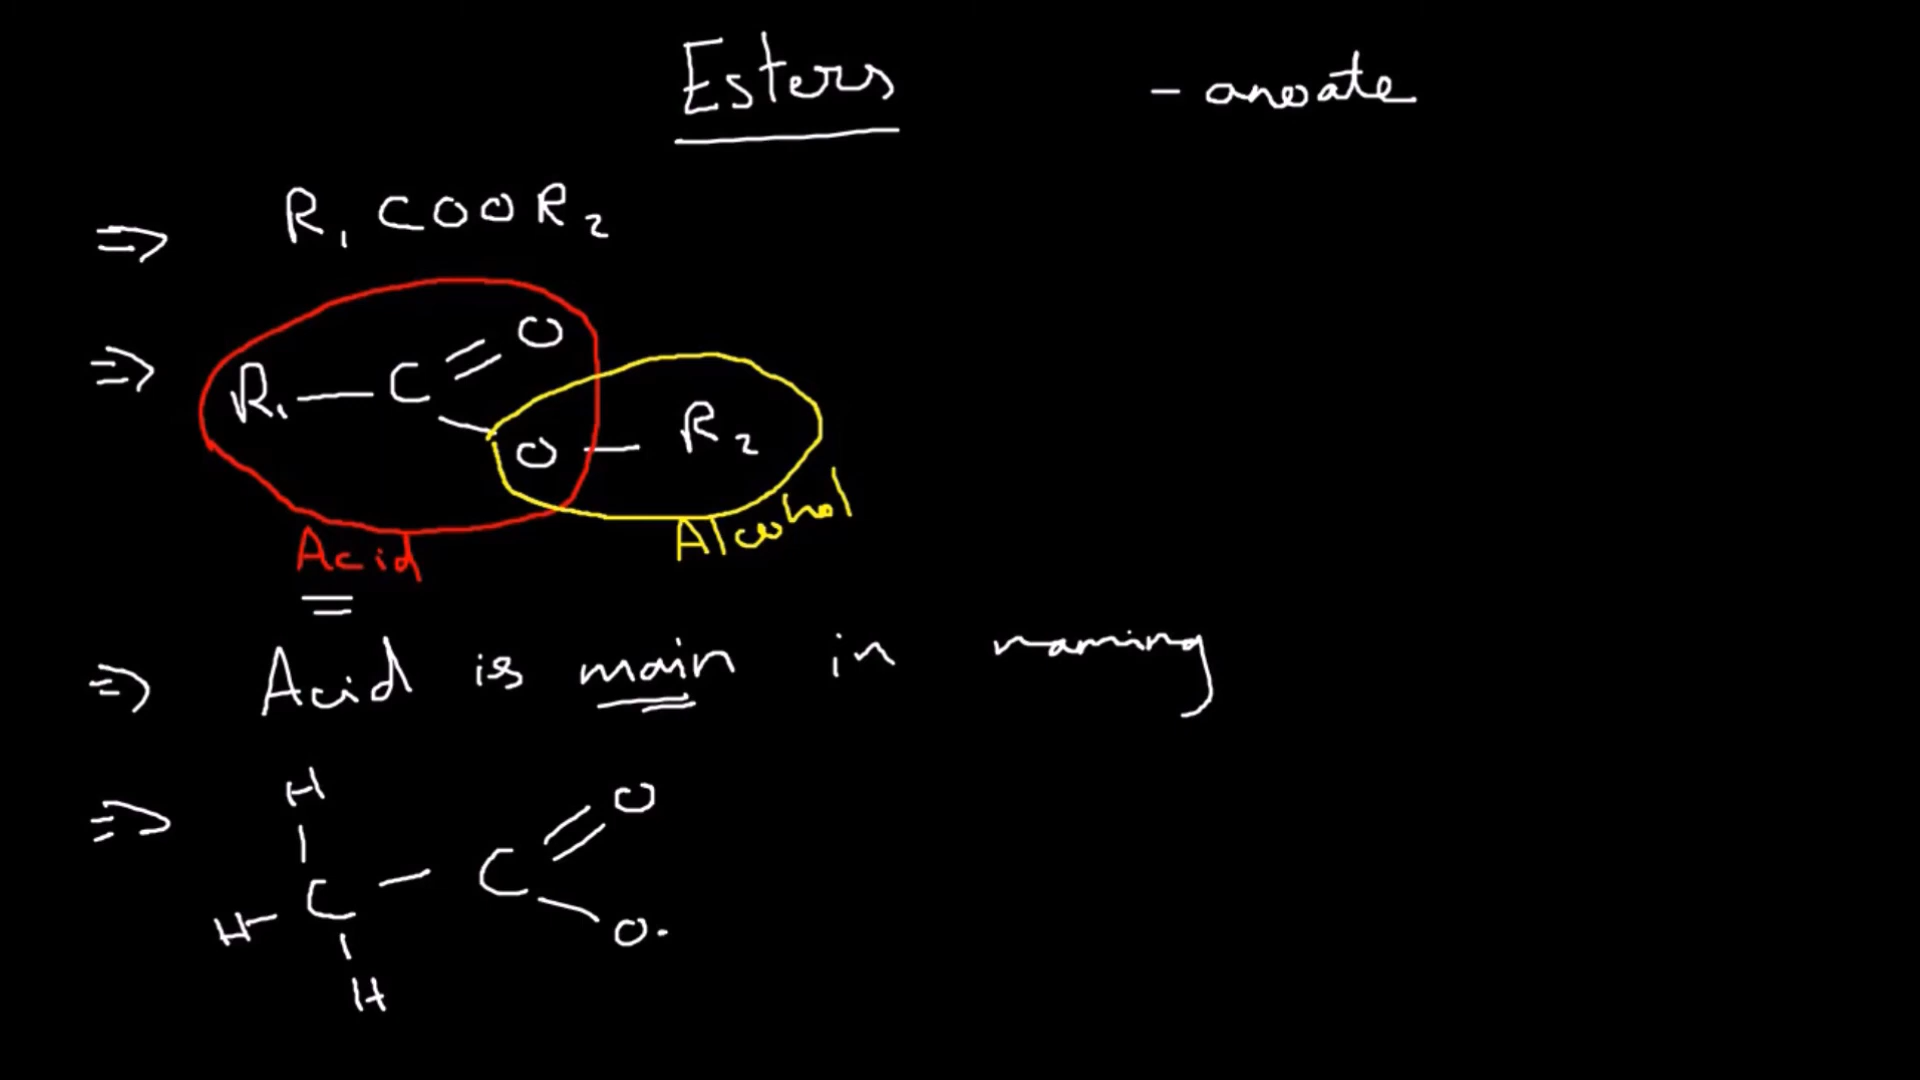 Esters - anoate
⇒ R₁COOR₂
⇒ R₁—C=O
O—R₂
Acid Alcohol
⇒ Acid is main in naming
⇒ H
C — C=O
H— O.
H